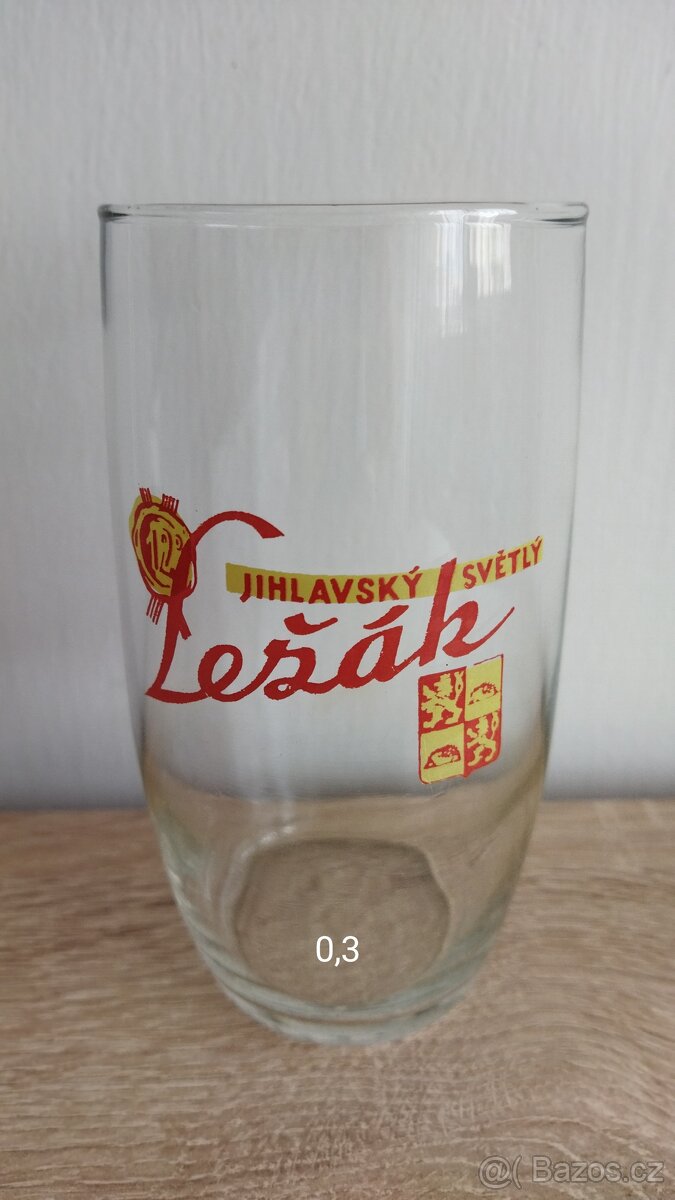 12°
JIHLAVSKÝ SVĚTLÝ
Ležák
0,3
@( Bazos.cz